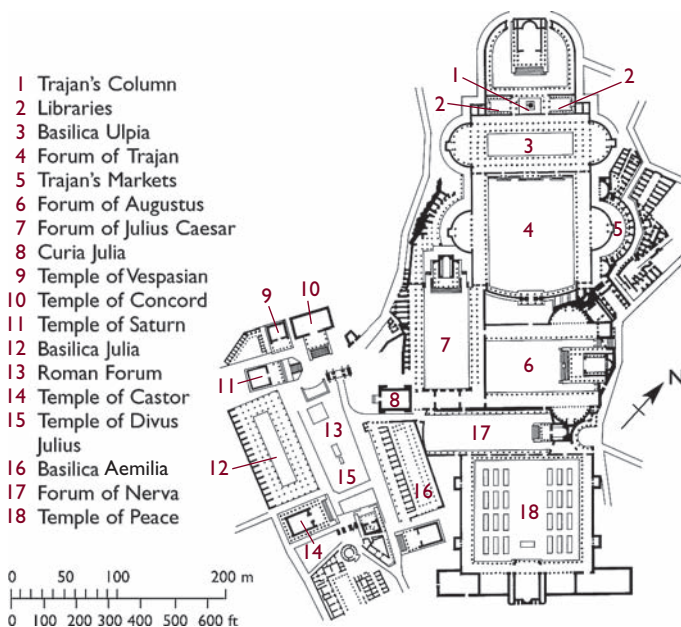 1 Trajan's Column
2 Libraries
3 Basilica Ulpia
4 Forum of Trajan
5 Trajan's Markets
6 Forum of Augustus
7 Forum of Julius Caesar
8 Curia Julia
9 Temple of Vespasian
10 Temple of Concord
11 Temple of Saturn
12 Basilica Julia
13 Roman Forum
14 Temple of Castor
15 Temple of Divus
Julius
16 Basilica Aemilia
17 Forum of Nerva
18 Temple of Peace
0 50 100 200 m
0 100 200 300 400 500 600 ft
1
2
2
3
4
5
10
9
7
6
11
8
13
17
12
15
16
18
14
N